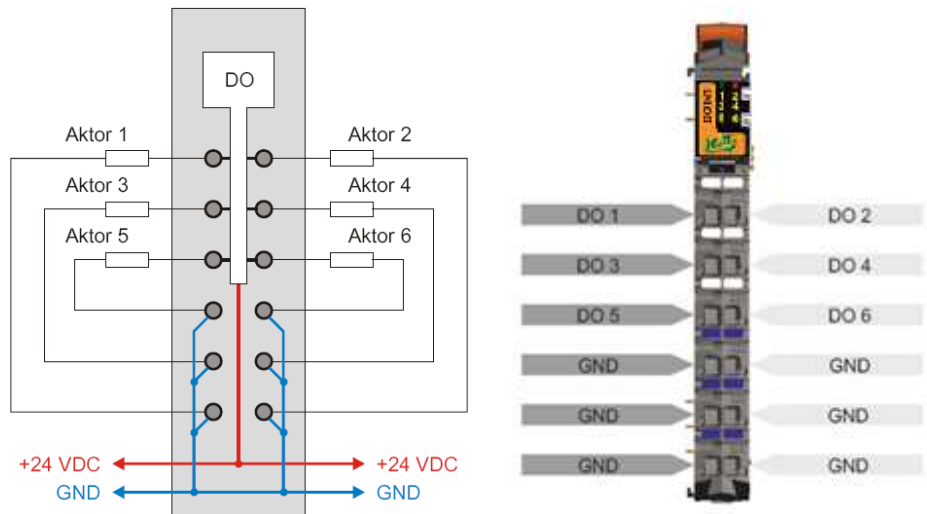 DO
Aktor 1
Aktor 2
Aktor 3
Aktor 4
Aktor 5
Aktor 6
+24 VDC
+24 VDC
GND
GND
DO 1
DO 2
DO 3
DO 4
DO 5
DO 6
GND
GND
GND
GND
GND
GND